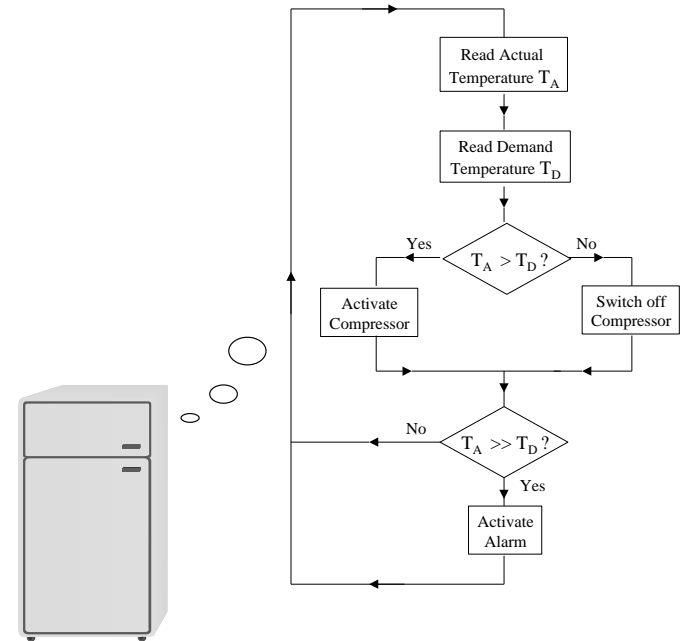 Read Actual
Temperature T_A
Read Demand
Temperature T_D
Yes
T_A > T_D ?
No
Activate
Compressor
Switch off
Compressor
No
T_A >> T_D ?
Yes
Activate
Alarm